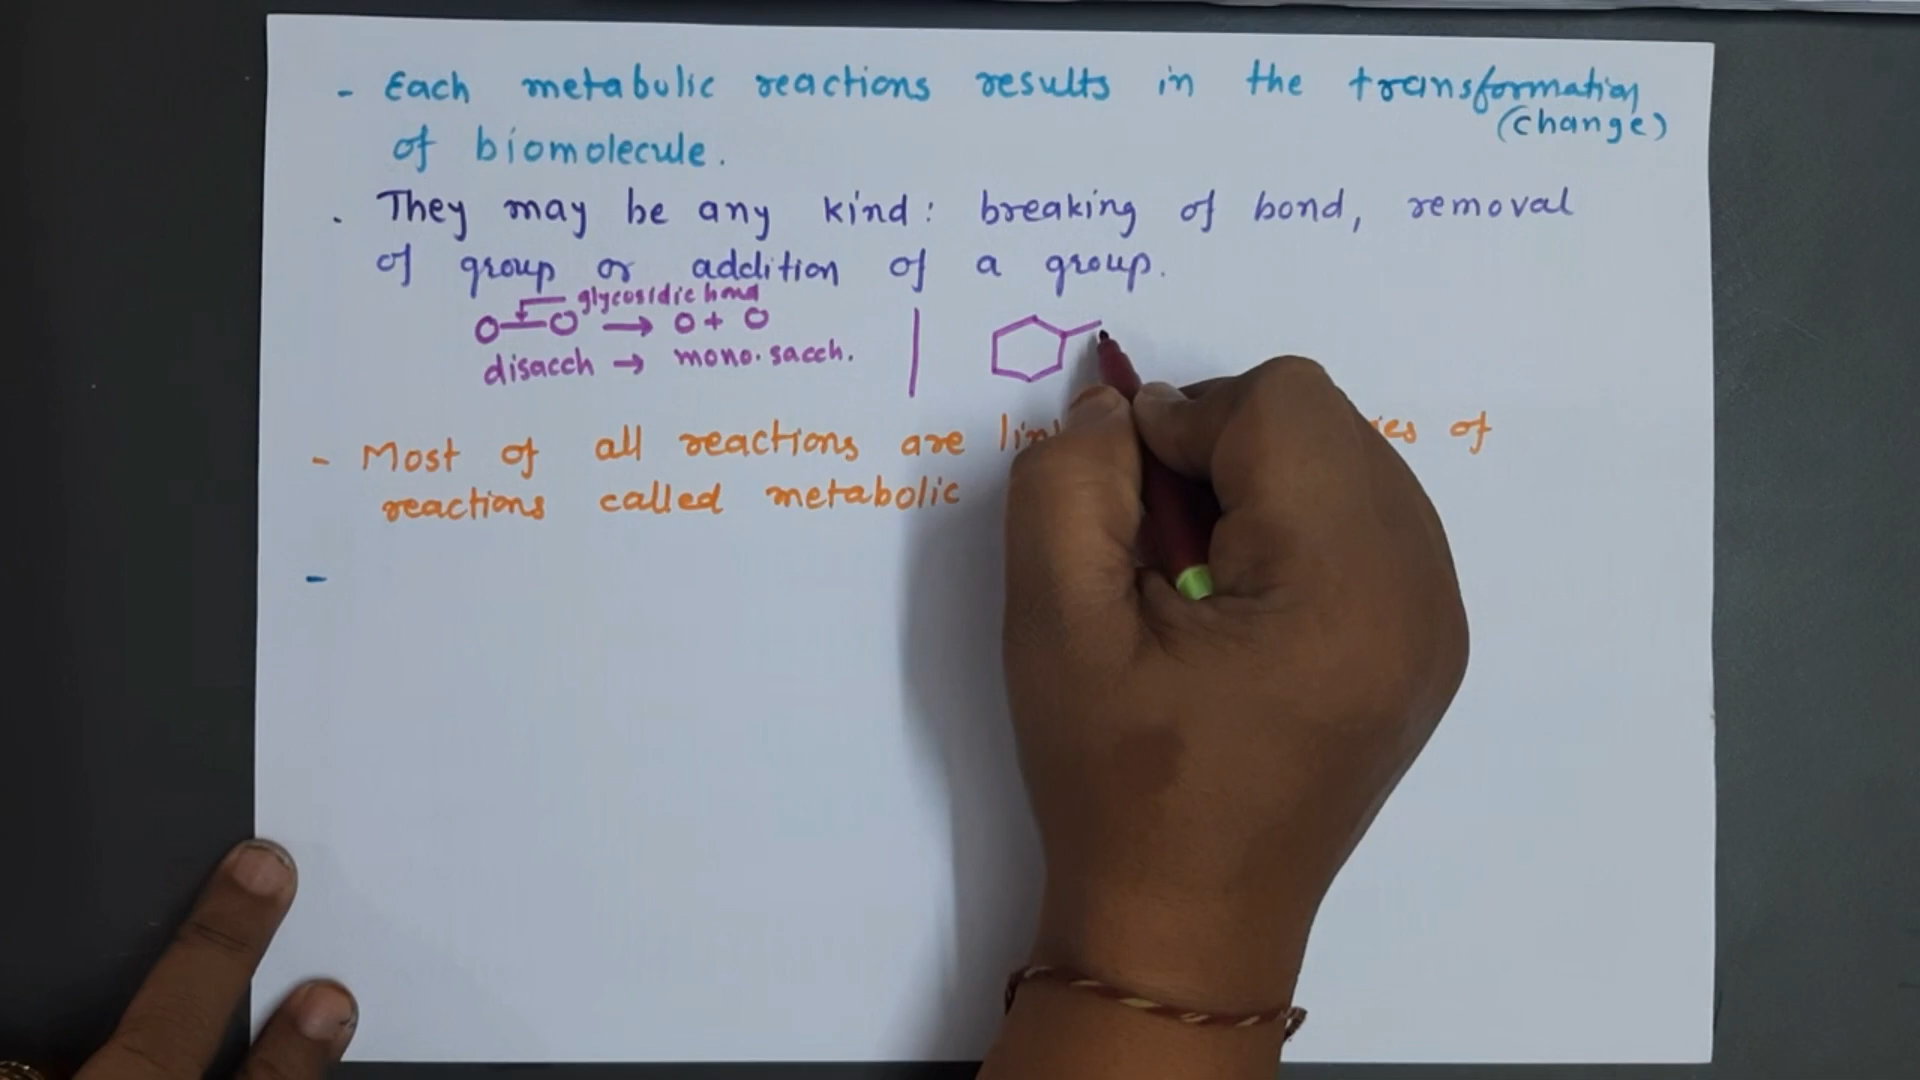 - Each metabolic reactions results in the transformation
(change)
of biomolecule.
. They may be any kind: breaking of bond, removal
of group or addition of a group.
glycosidic bond
O—O → O + O
disacch → mono. sacch.
- Most of all reactions are of
reactions called metabolic
-